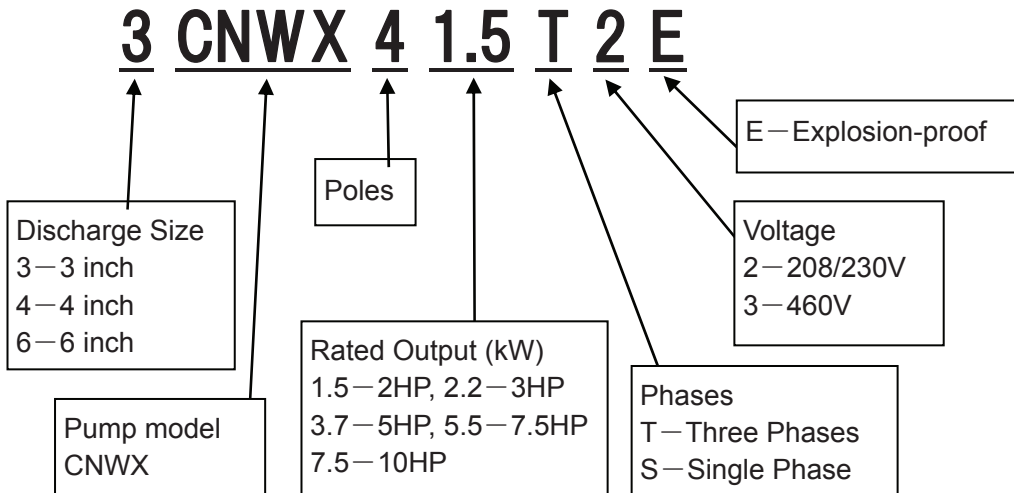 3 CNWX 4 1.5 T 2 E
E－Explosion-proof
Poles
Discharge Size
3－3 inch
4－4 inch
6－6 inch
Voltage
2－208/230V
3－460V
Rated Output (kW)
1.5－2HP, 2.2－3HP
3.7－5HP, 5.5－7.5HP
7.5－10HP
Phases
T－Three Phases
S－Single Phase
Pump model
CNWX